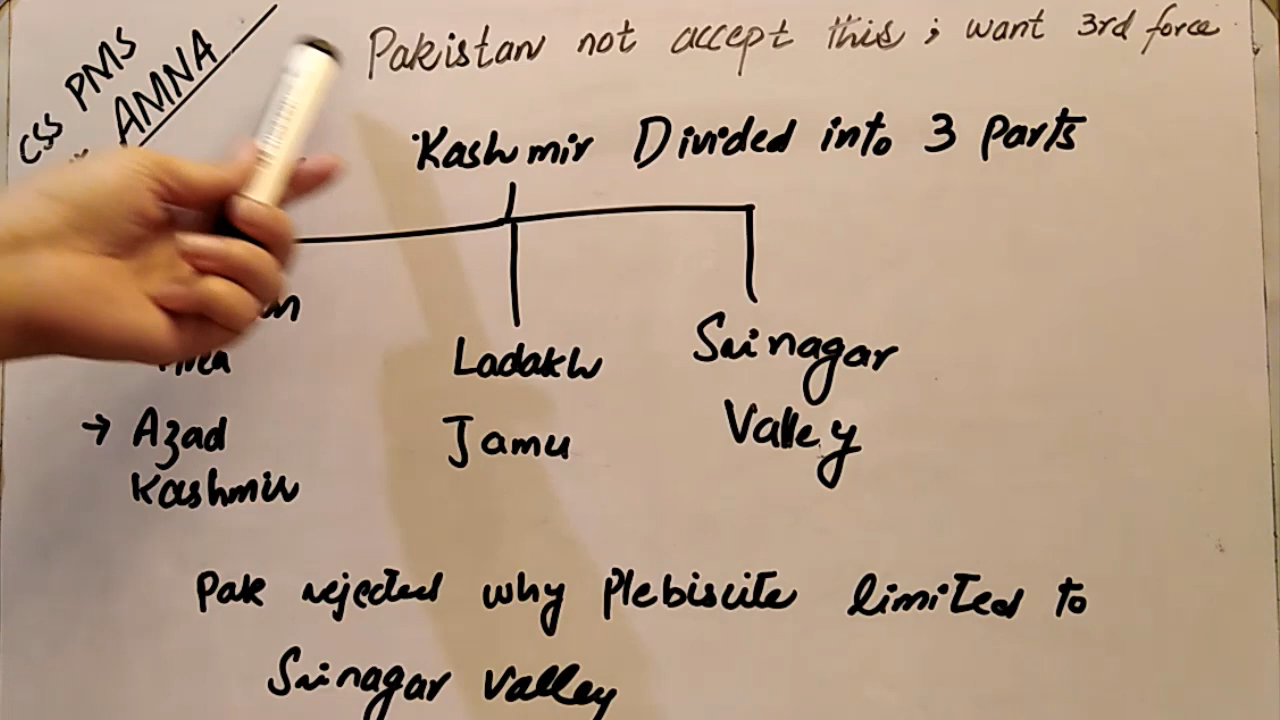 Pakistan not accept this ; want 3rd force
CSS PMS
AMNA
Kashmir Divided into 3 Parts
Ladakh
Jamu
Srinagar
Valley
→ Azad
Kashmir
Pak rejected why Plebiscite limited to
Srinagar valley